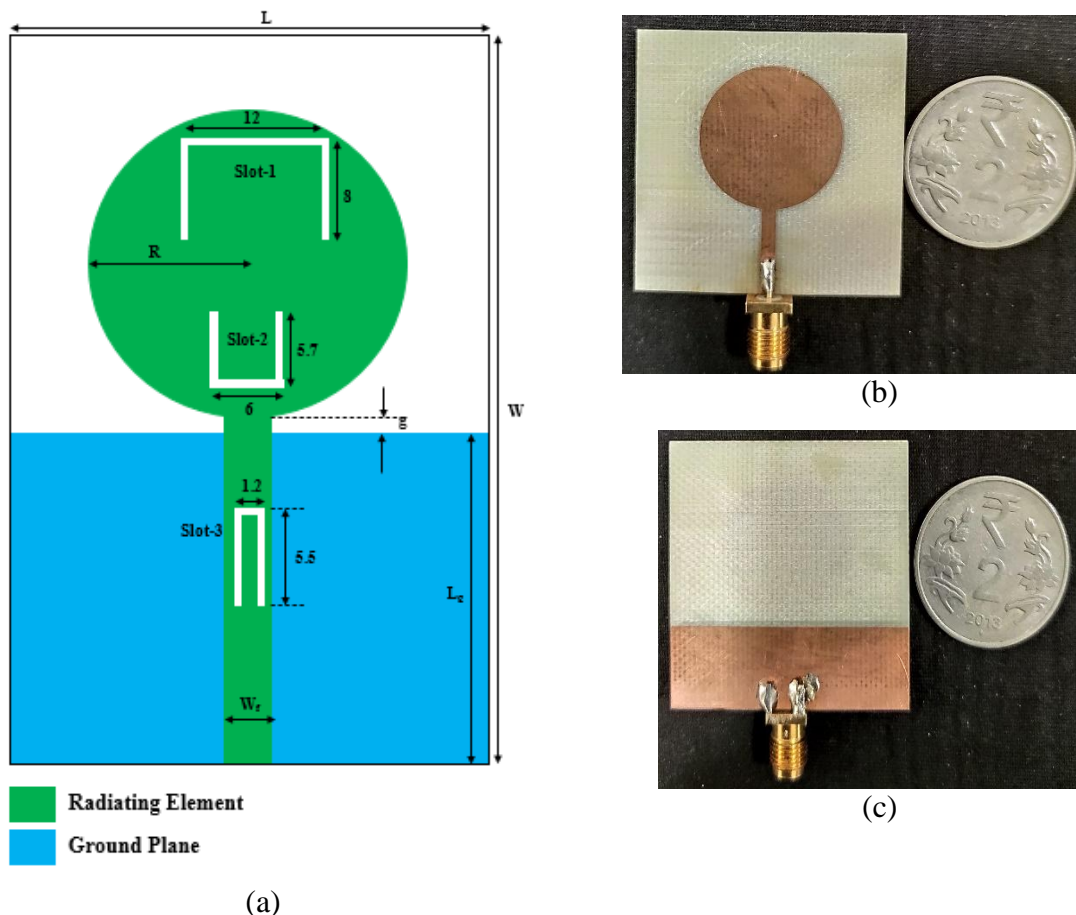 L
12
Slot-1
8
R
Slot-2
5.7
6
g
W
1.2
Slot-3
5.5
Lg
Wf
Radiating Element
Ground Plane
(a)
₹
2
2013
(b)
₹
2
2013
(c)